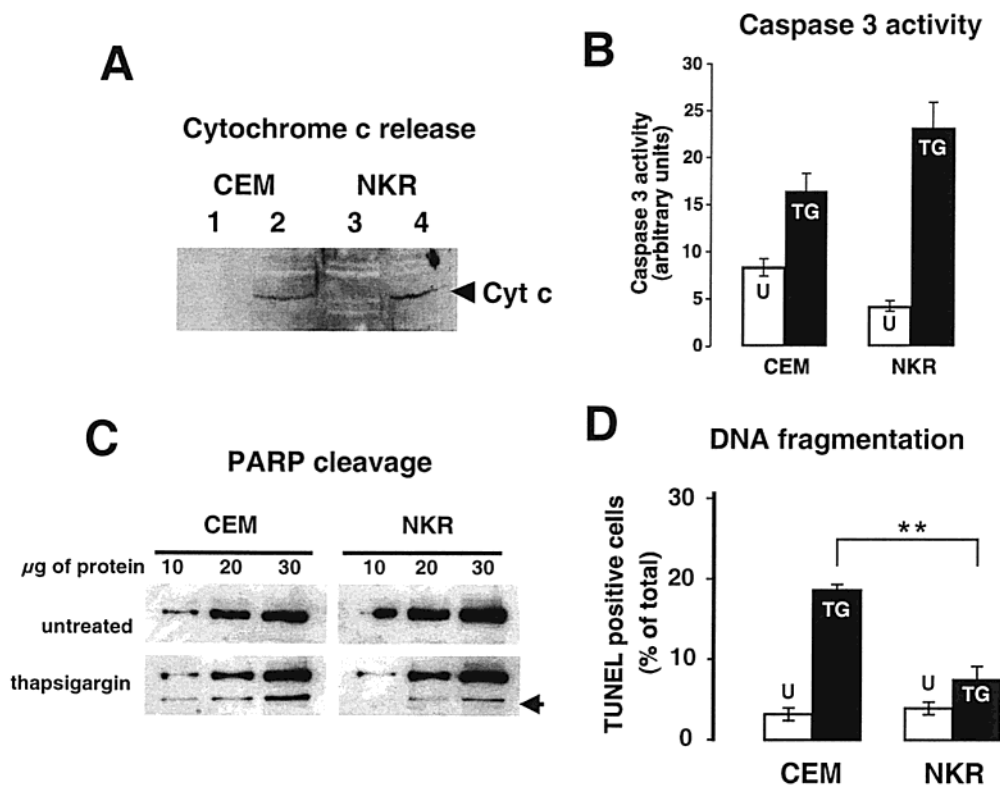 A
Cytochrome c release
CEM NKR
1 2 3 4
Cyt c
B
Caspase 3 activity
Caspase 3 activity
(arbitrary units)
30
25
20
15
10
5
0
U
TG
U
TG
CEM NKR
C
PARP cleavage
CEM NKR
µg of protein 10 20 30 10 20 30
untreated
thapsigargin
D
DNA fragmentation
TUNEL positive cells
(% of total)
30
20
10
0
**
U
TG
U
TG
CEM NKR